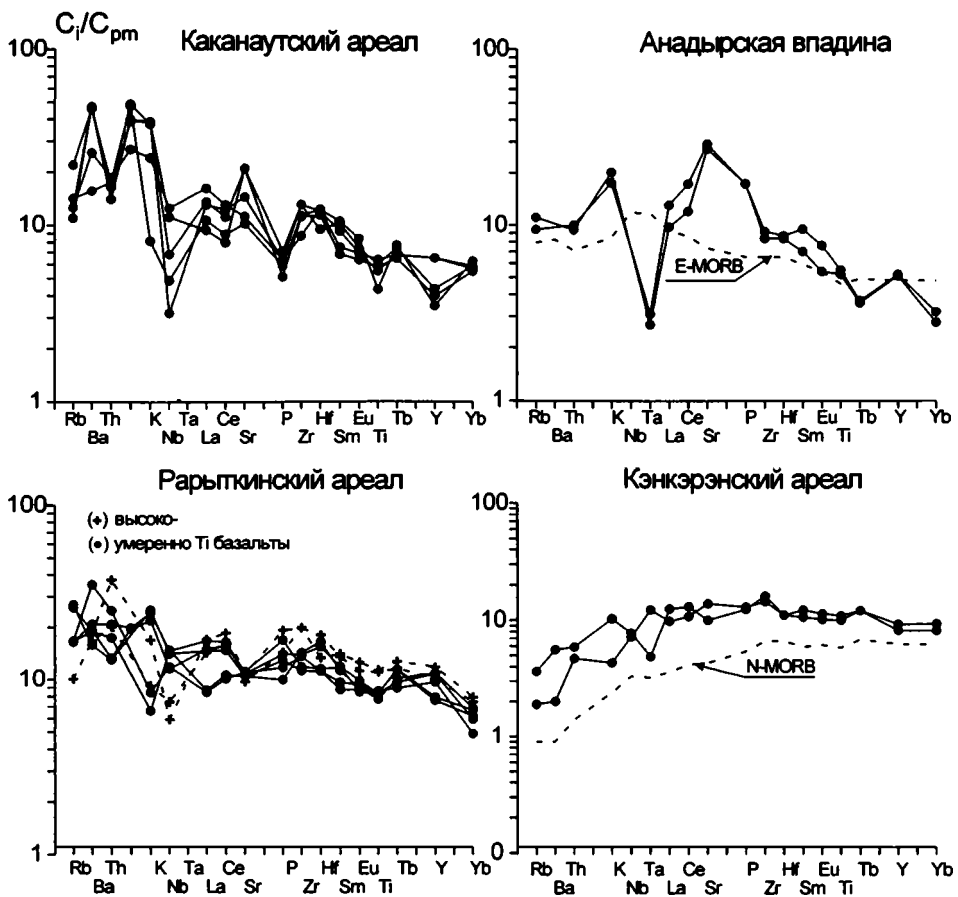 Cᵢ/Cₚₘ
Каканаутский ареал
100
10
1
Rb Th K Ta Ce P Hf Eu Tb Y Yb
Ba Nb La Sr Zr Sm Ti
Анадырская впадина
100
10
1
E-MORB
Rb Th K Ta Ce P Hf Eu Tb Y Yb
Ba Nb La Sr Zr Sm Ti
Рарыткинский ареал
100
10
1
(+) высоко-
(•) умеренно Ti базальты
Rb Th K Ta Ce P Hf Eu Tb Y Yb
Ba Nb La Sr Zr Sm Ti
Кэнкэрэнский ареал
100
10
1
0
N-MORB
Rb Th K Ta Ce P Hf Eu Tb Y Yb
Ba Nb La Sr Zr Sm Ti